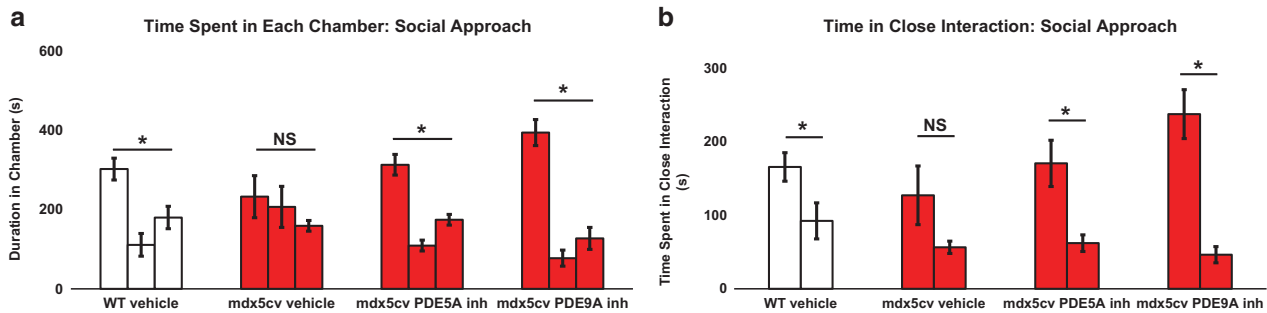 a
Time Spent in Each Chamber: Social Approach
Duration in Chamber (s)
600
400
200
0
*
NS
*
*
WT vehicle
mdx5cv vehicle
mdx5cv PDE5A inh
mdx5cv PDE9A inh
b
Time in Close Interaction: Social Approach
Time Spent in Close Interaction
(s)
300
200
100
0
*
NS
*
*
WT vehicle
mdx5cv vehicle
mdx5cv PDE5A inh
mdx5cv PDE9A inh